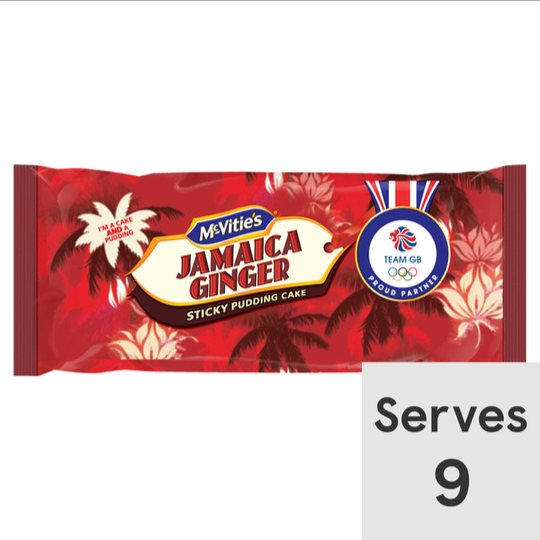 I'M A CAKE
AND A
PUDDING
McVitie's
JAMAICA
GINGER
STICKY PUDDING CAKE
TEAM GB
PROUD PARTNER
Serves
9